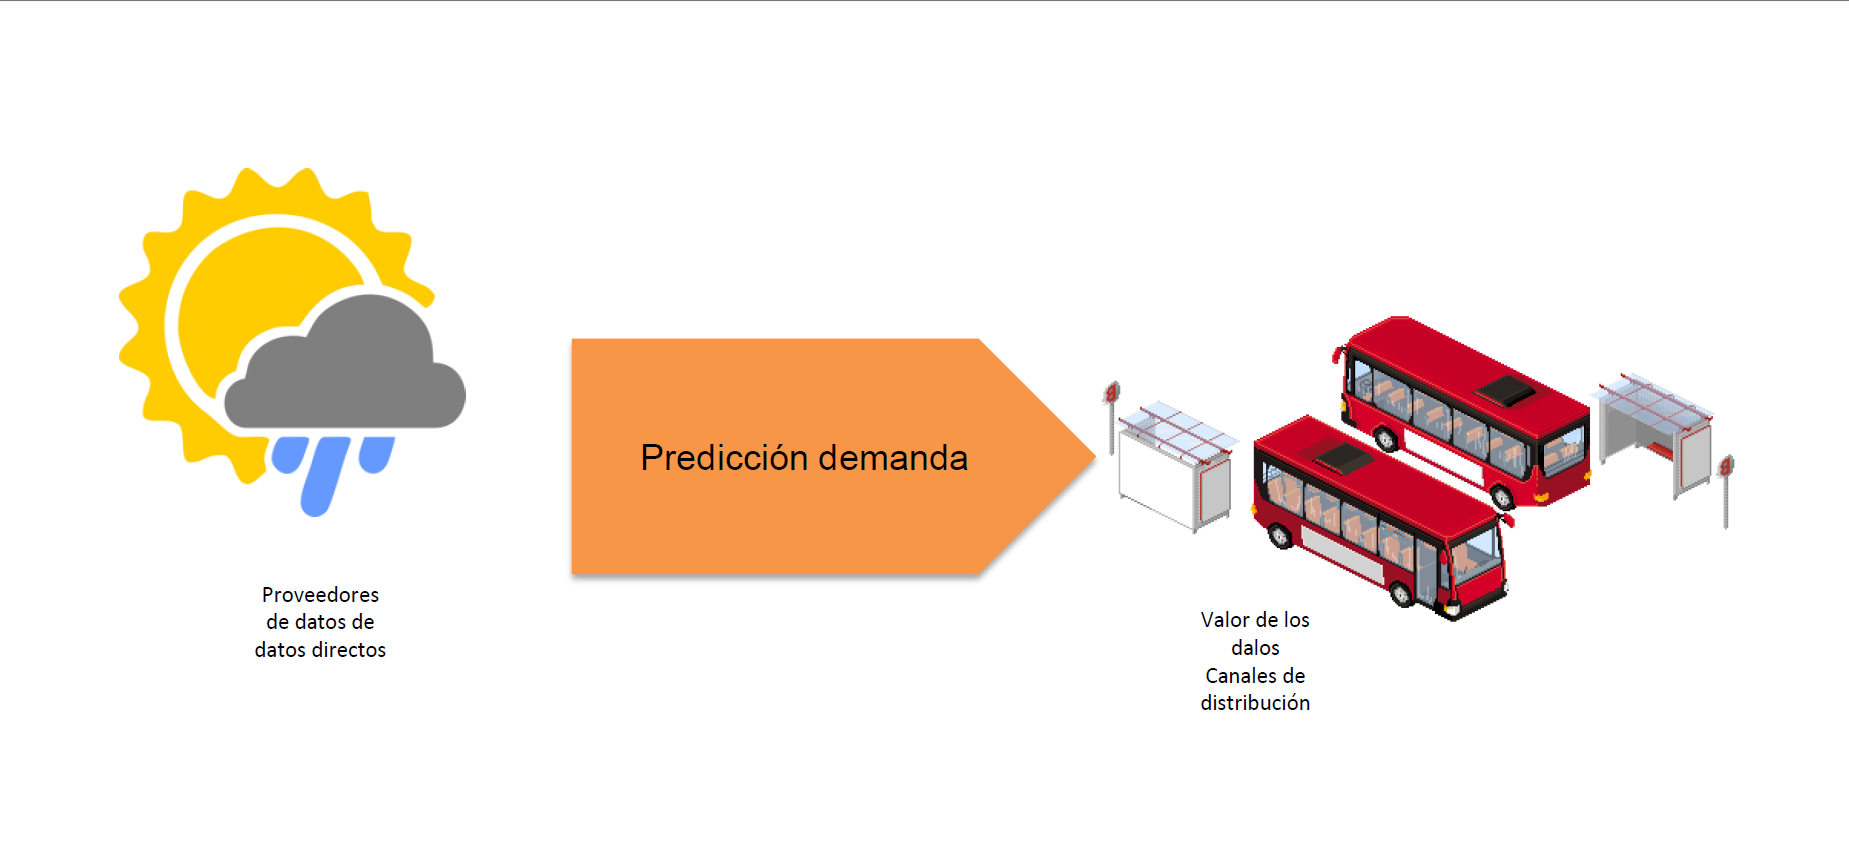 Predicción demanda
Proveedores
de datos de
datos directos
Valor de los
dalos
Canales de
distribución